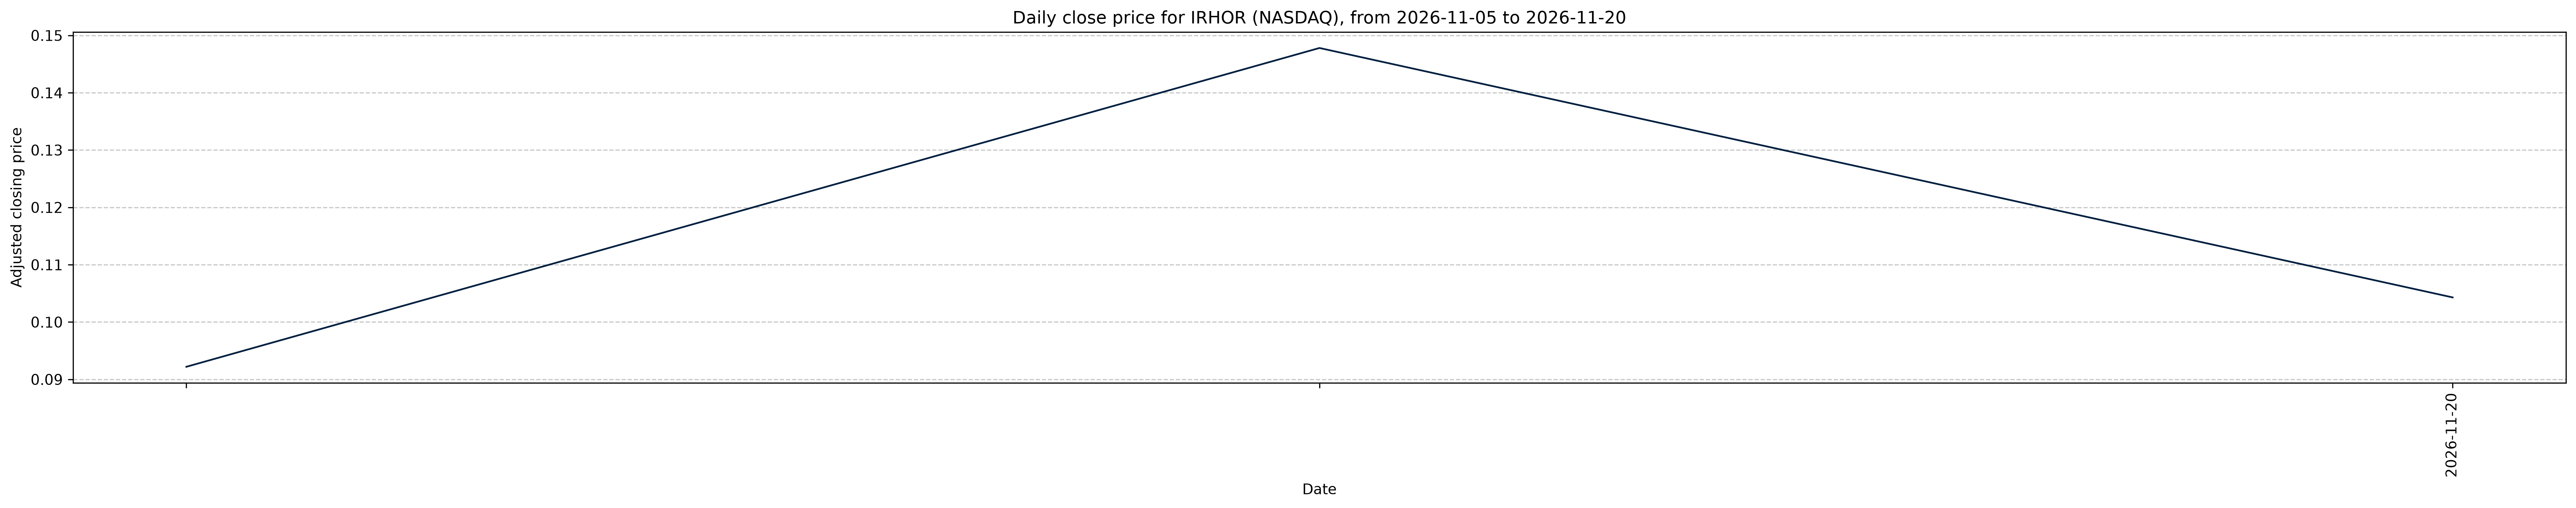 Daily close price for IRHOR (NASDAQ), from 2026-11-05 to 2026-11-20
0.15
0.14
0.13
0.12
0.11
0.10
0.09
Adjusted closing price
2026-11-20
Date